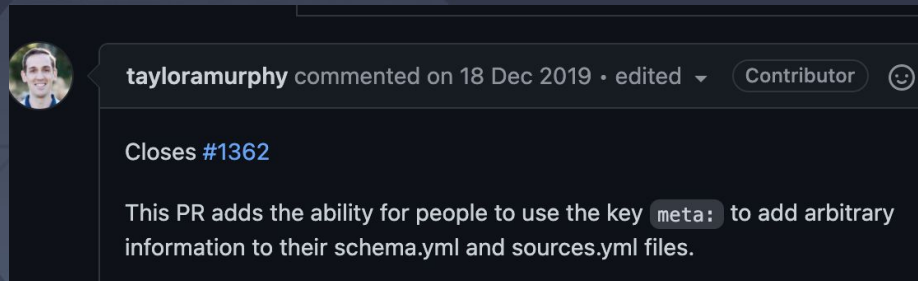 tayloramurphy commented on 18 Dec 2019 • edited Contributor
Closes #1362
This PR adds the ability for people to use the key meta: to add arbitrary
information to their schema.yml and sources.yml files.